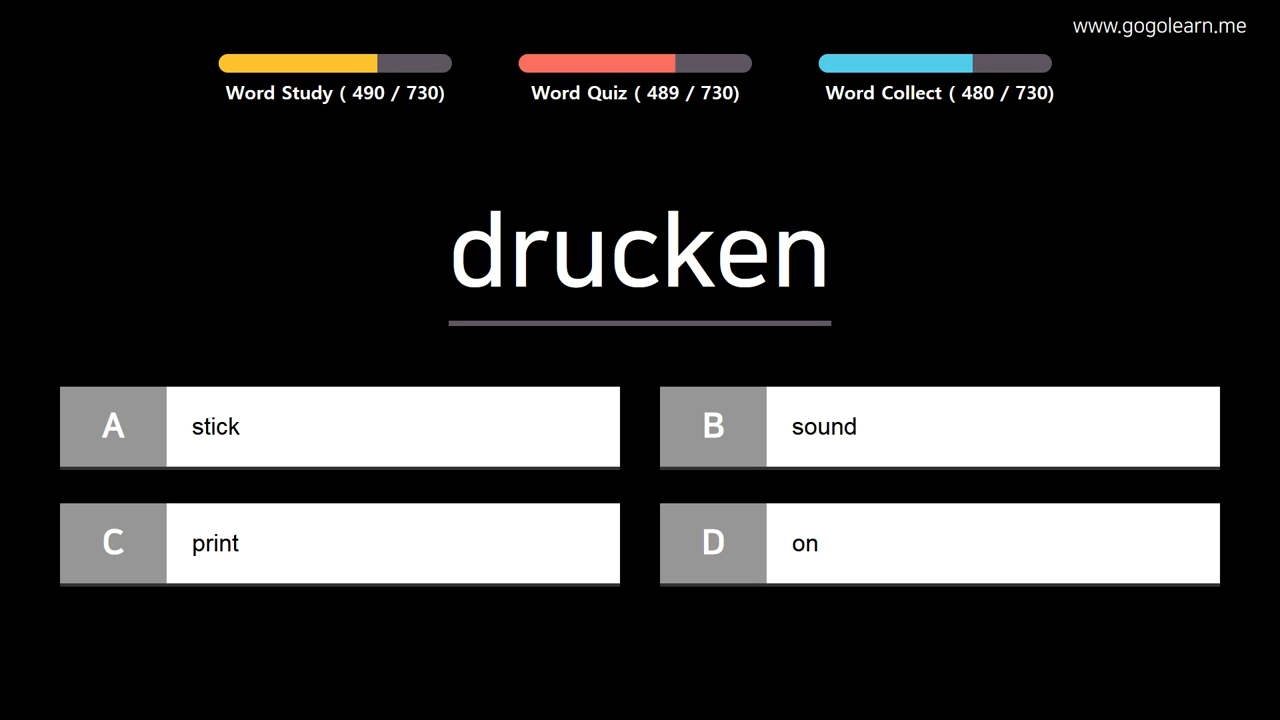 www.gogolearn.me
Word Study ( 490 / 730)
Word Quiz ( 489 / 730)
Word Collect ( 480 / 730)
drucken
A stick
B sound
C print
D on